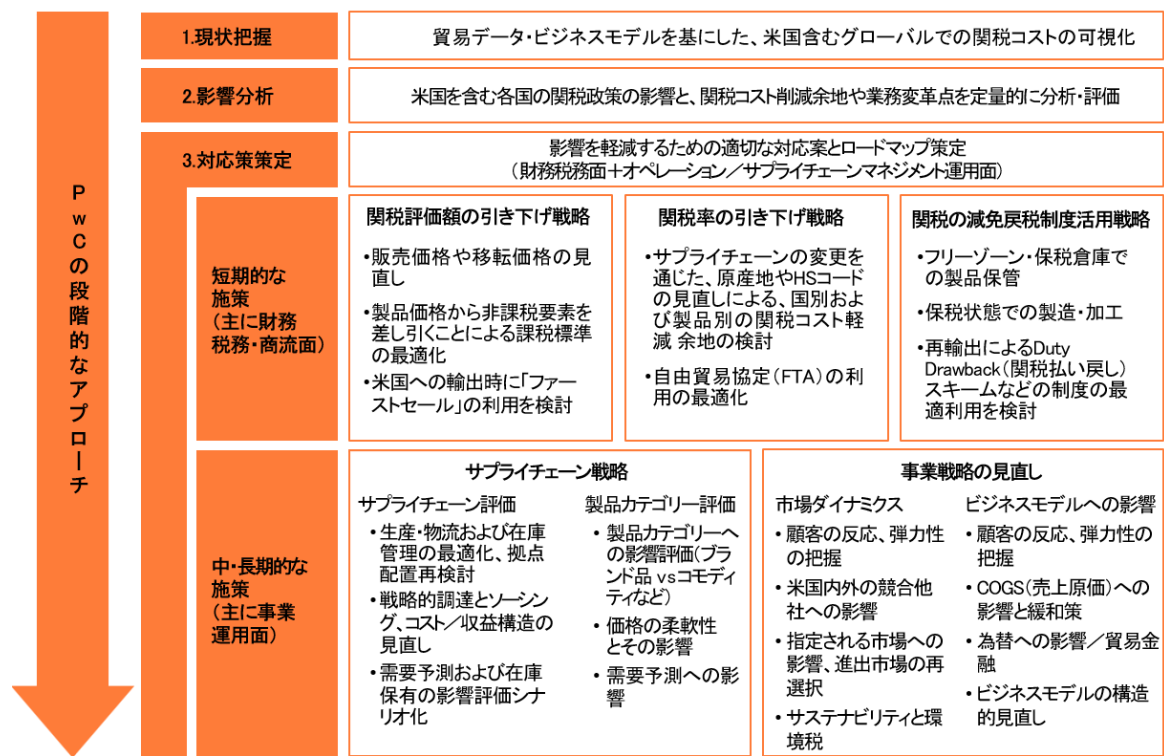 PwCの段階的なアプローチ
1.現状把握
貿易データ・ビジネスモデルを基にした、米国含むグローバルでの関税コストの可視化
2.影響分析
米国を含む各国の関税政策の影響と、関税コスト削減余地や業務変革点を定量的に分析・評価
3.対応策策定
影響を軽減するための適切な対応案とロードマップ策定
（財務税務面＋オペレーション／サプライチェーンマネジメント運用面）
短期的な
施策
（主に財務
税務・商流面）
関税評価額の引き下げ戦略
•販売価格や移転価格の見
直し
•製品価格から非課税要素を
差し引くことによる課税標準
の最適化
•米国への輸出時に「ファー
ストセール」の利用を検討
関税率の引き下げ戦略
•サプライチェーンの変更を
通じた、原産地やHSコード
の見直しによる、国別およ
び製品別の関税コスト軽
減 余地の検討
•自由貿易協定（FTA）の利
用の最適化
関税の減免戻税制度活用戦略
•フリーゾーン・保税倉庫で
の製品保管
•保税状態での製造・加工
•再輸出によるDuty
Drawback（関税払い戻し）
スキームなどの制度の最
適利用を検討
中・長期的な
施策
（主に事業
運用面）
サプライチェーン戦略
サプライチェーン評価
•生産・物流および在庫
管理の最適化、拠点
配置再検討
•戦略的調達とソーシン
グ、コスト／収益構造の
見直し
•需要予測および在庫
保有の影響評価シナ
リオ化
製品カテゴリー評価
•製品カテゴリーへ
の影響評価（ブラ
ンド品 vsコモディ
ティなど）
•価格の柔軟性
とその影響
•需要予測への影
響
事業戦略の見直し
市場ダイナミクス
•顧客の反応、弾力性
の把握
•米国内外の競合他
社への影響
•指定される市場への
影響、進出市場の再
選択
•サステナビリティと環
境税
ビジネスモデルへの影響
•顧客の反応、弾力性
の把握
•COGS（売上原価）への
影響と緩和策
•為替への影響／貿易金
融
•ビジネスモデルの構造
的見直し